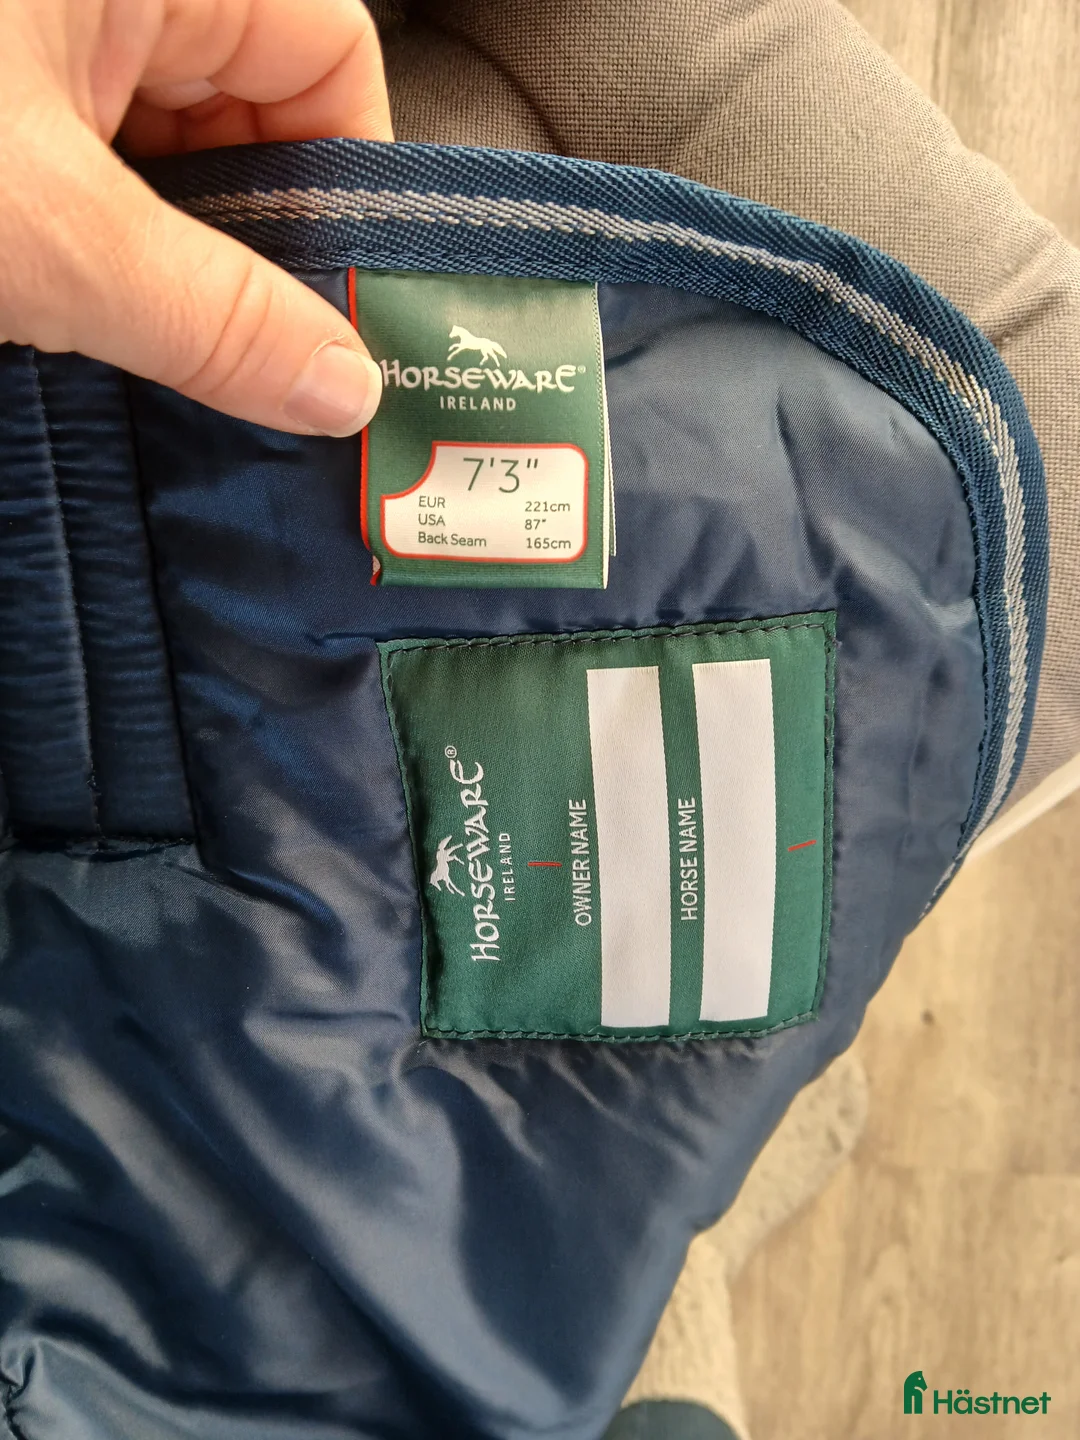 HORSEWARE®
IRELAND
7'3"
EUR 221cm
USA 87"
Back Seam 165cm
HORSEWARE®
IRELAND
OWNER NAME
HORSE NAME
Hästnet